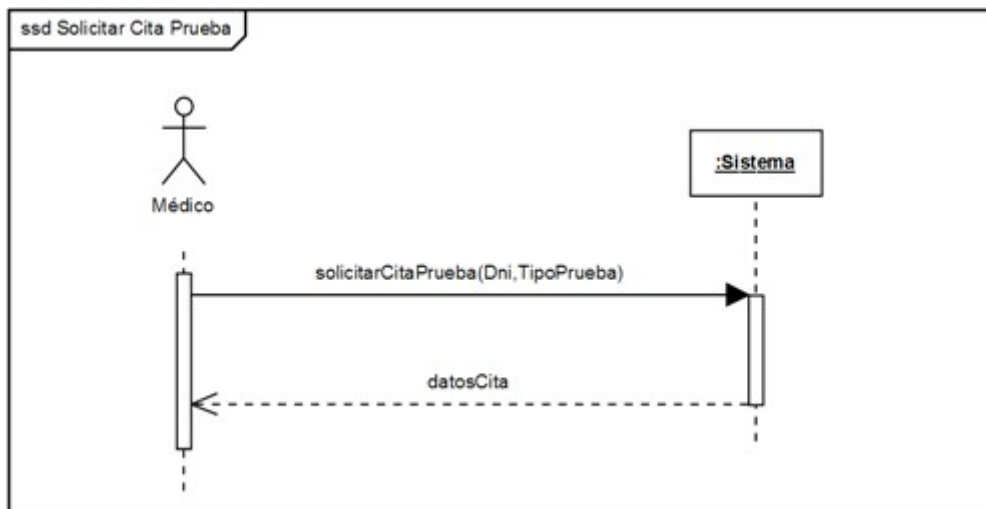 ssd Solicitar Cita Prueba
Médico
:Sistema
solicitarCitaPrueba(Dni,TipoPrueba)
datosCita